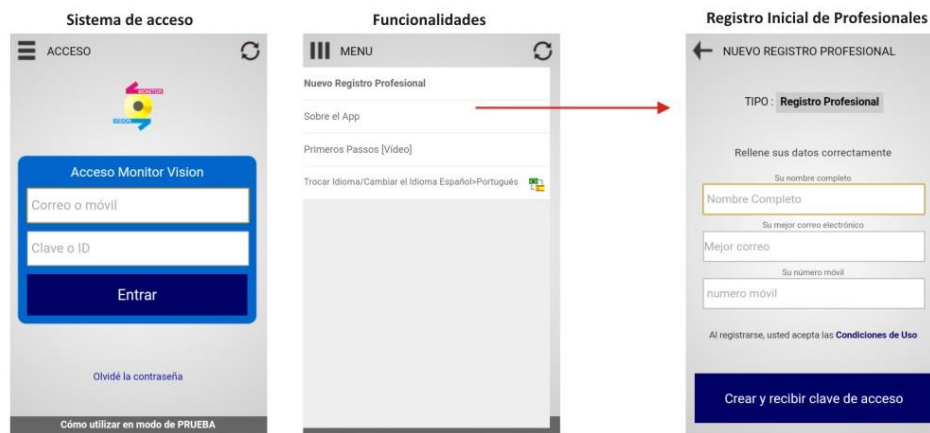 Sistema de acceso
ACCESO
MONITOR
VISION
Acceso Monitor Vision
Correo o móvil
Clave o ID
Entrar
Olvidé la contraseña
Cómo utilizar en modo de PRUEBA
Funcionalidades
MENU
Nuevo Registro Profesional
Sobre el App
Primeros Passos [Vídeo]
Trocar Idioma/Cambiar el Idioma Español>Portugués
Registro Inicial de Profesionales
NUEVO REGISTRO PROFESIONAL
TIPO : Registro Profesional
Rellene sus datos correctamente
Su nombre completo
Nombre Completo
Su mejor correo electrónico
Mejor correo
Su número móvil
numero móvil
Al registrarse, usted acepta las Condiciones de Uso
Crear y recibir clave de acceso